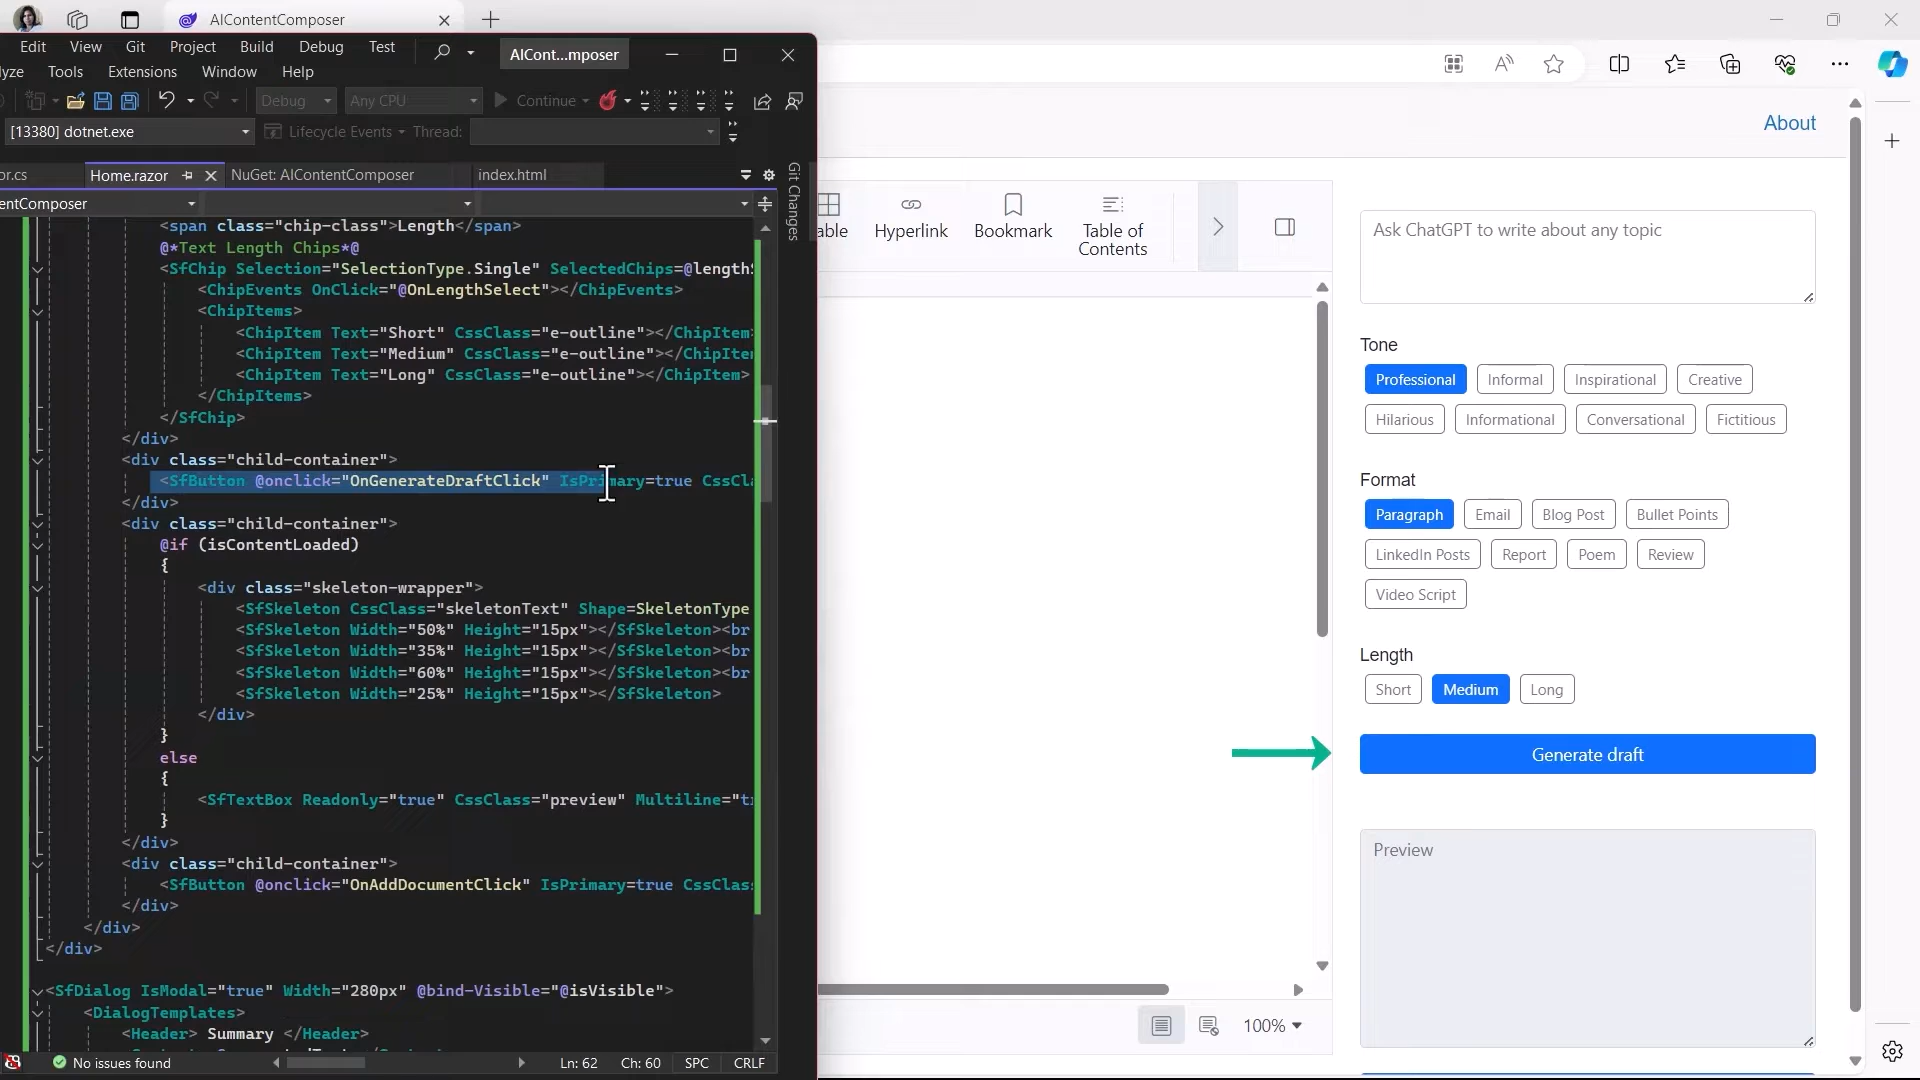 AIContentComposer
Edit View Git Project Build Debug Test
AICont...mposer
yze Tools Extensions Window Help
Debug Any CPU Continue
[13380] dotnet.exe Lifecycle Events Thread:
or.cs Home.razor NuGet: AIContentComposer index.html
entComposer
Git Changes
<span class="chip-class">Length</span>
@*Text Length Chips*@
<SfChip Selection="SelectionType.Single" SelectedChips=@lengthS
<ChipEvents OnClick="@OnLengthSelect"></ChipEvents>
<ChipItems>
<ChipItem Text="Short" CssClass="e-outline"></ChipItem>
<ChipItem Text="Medium" CssClass="e-outline"></ChipItem
<ChipItem Text="Long" CssClass="e-outline"></ChipItem>
</ChipItems>
</SfChip>
</div>
<div class="child-container">
<SfButton @onclick="OnGenerateDraftClick" IsPrimary=true CssCla
</div>
<div class="child-container">
@if (isContentLoaded)
{
<div class="skeleton-wrapper">
<SfSkeleton CssClass="skeletonText" Shape=SkeletonType
<SfSkeleton Width="50%" Height="15px"></SfSkeleton><br
<SfSkeleton Width="35%" Height="15px"></SfSkeleton><br
<SfSkeleton Width="60%" Height="15px"></SfSkeleton><br
<SfSkeleton Width="25%" Height="15px"></SfSkeleton>
</div>
}
else
{
<SfTextBox Readonly="true" CssClass="preview" Multiline="t
}
</div>
<div class="child-container">
<SfButton @onclick="OnAddDocumentClick" IsPrimary=true CssClas
</div>
</div>
</div>
<SfDialog IsModal="true" Width="280px" @bind-Visible="@isVisible">
<DialogTemplates>
<Header> Summary </Header>
No issues found Ln: 62 Ch: 60 SPC CRLF
About
able Hyperlink Bookmark Table of
Contents
100%
Ask ChatGPT to write about any topic
Tone
Professional Informal Inspirational Creative
Hilarious Informational Conversational Fictitious
Format
Paragraph Email Blog Post Bullet Points
LinkedIn Posts Report Poem Review
Video Script
Length
Short Medium Long
Generate draft
Preview